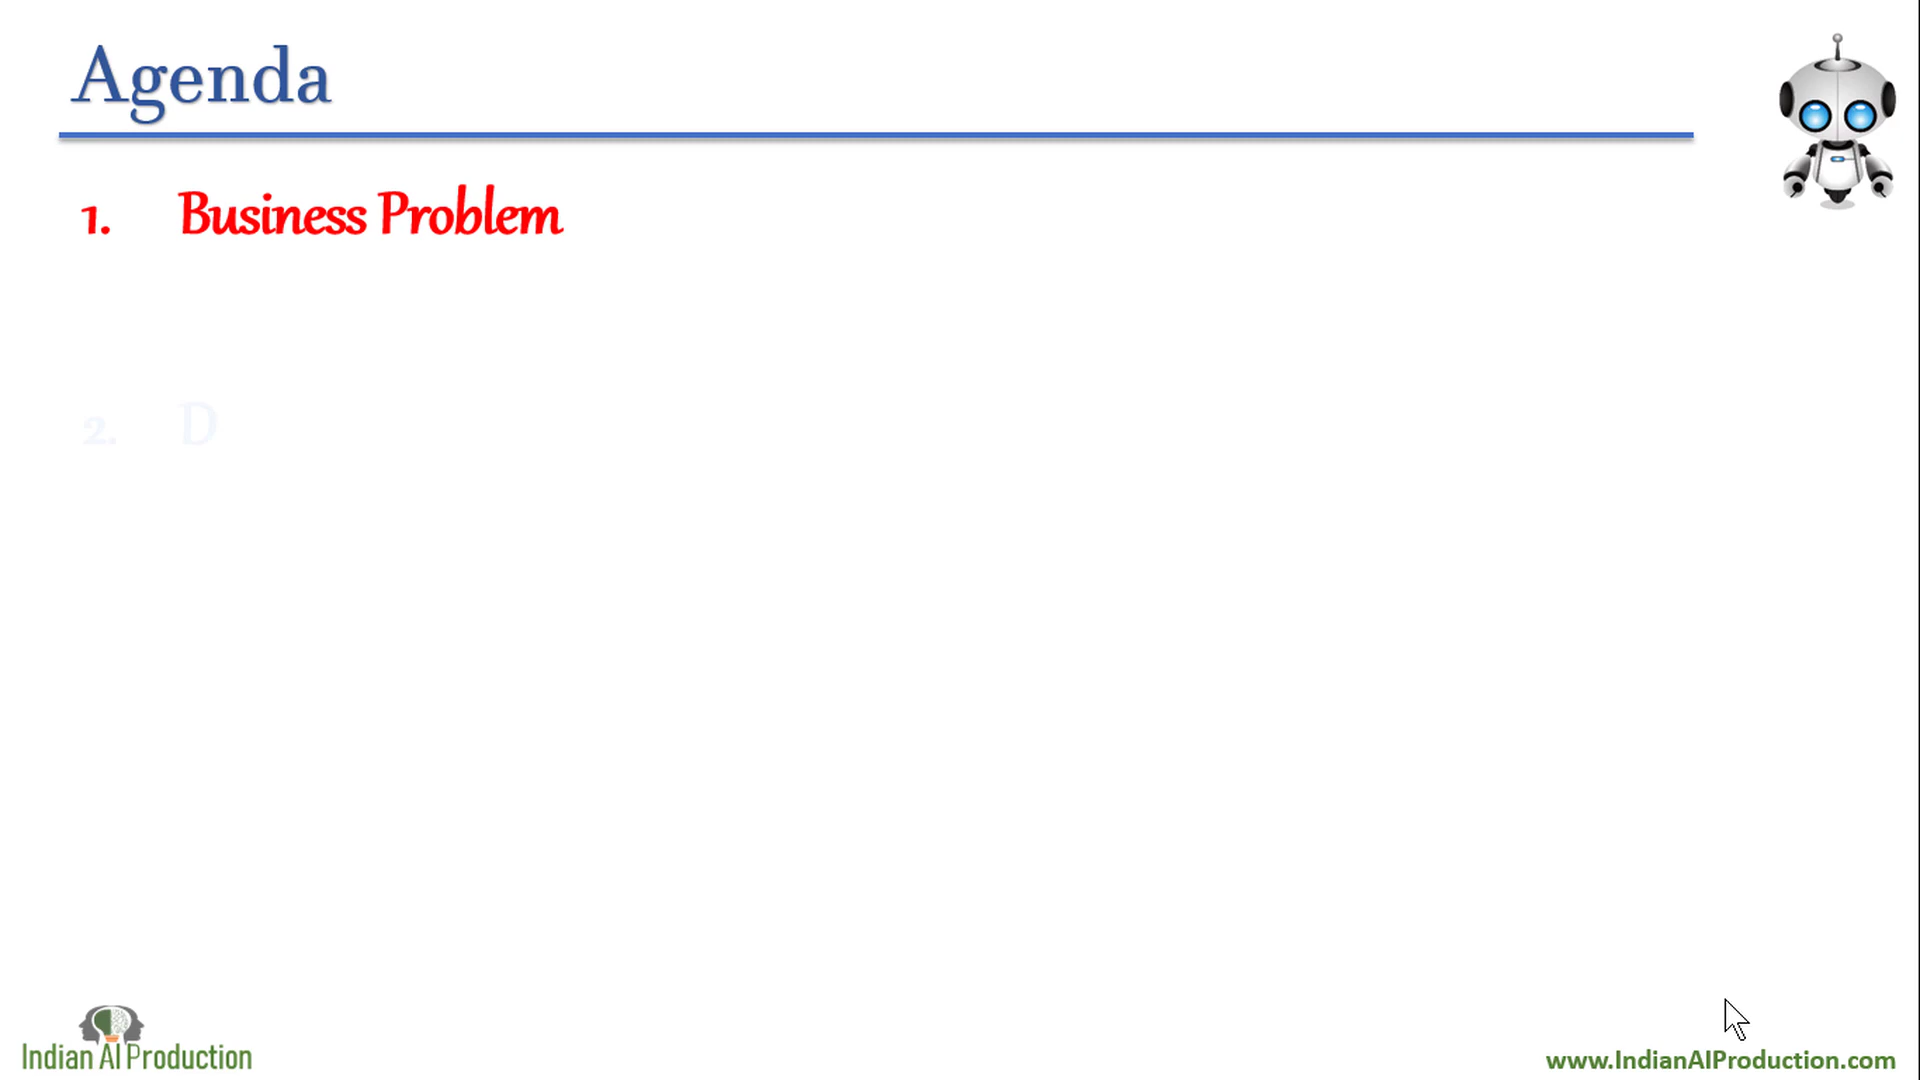 Agenda
1. Business Problem
2. D
Indian AI Production
www.IndianAIProduction.com